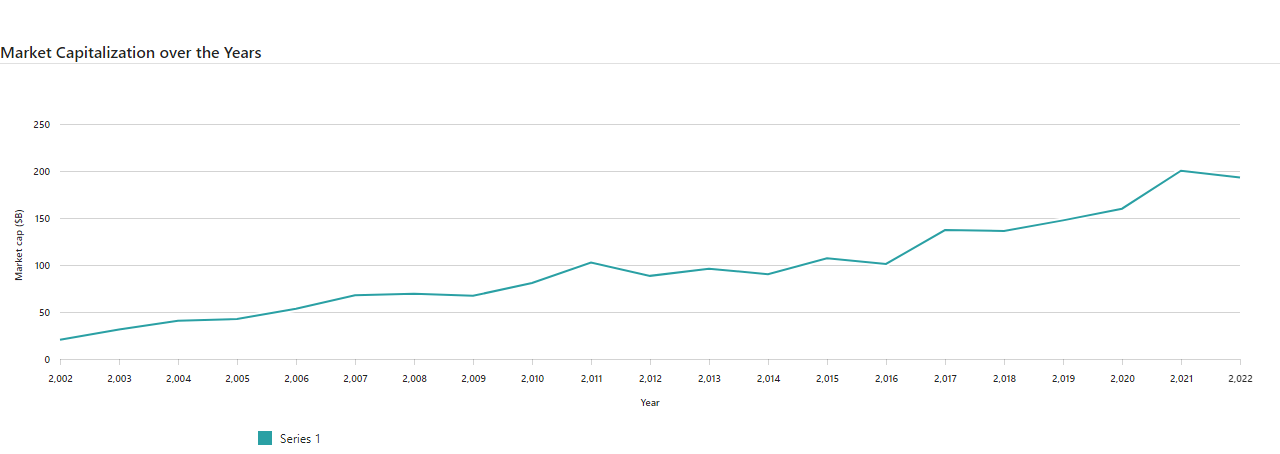 Market Capitalization over the Years
250
200
150
100
50
0
Market cap ($B)
2,002 2,003 2,004 2,005 2,006 2,007 2,008 2,009 2,010 2,011 2,012 2,013 2,014 2,015 2,016 2,017 2,018 2,019 2,020 2,021 2,022
Year
Series 1